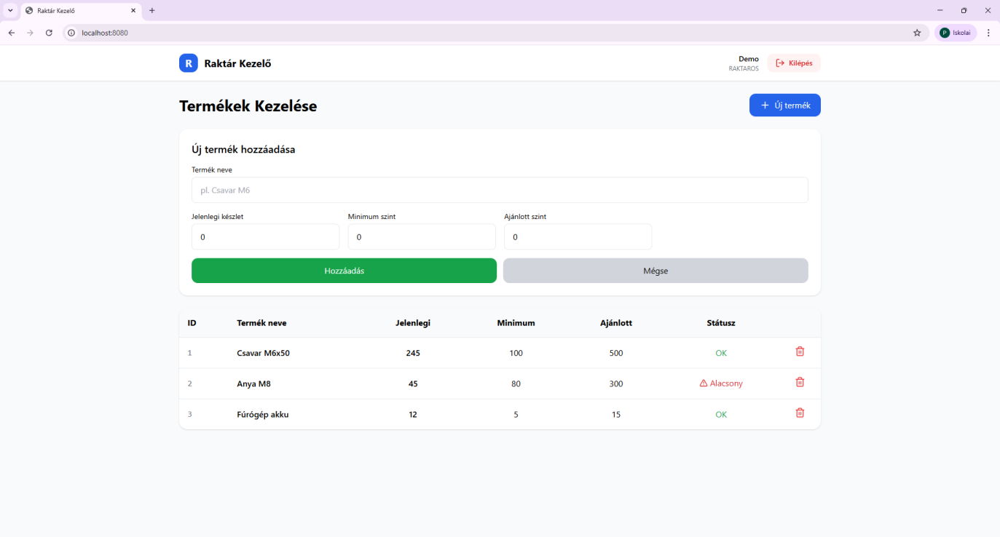 Raktár Kezelő
localhost:8080
P Iskolai
R Raktár Kezelő
Demo
RAKTAROS
Kilépés
Termékek Kezelése
+ Új termék
Új termék hozzáadása
Termék neve
pl. Csavar M6
Jelenlegi készlet Minimum szint Ajánlott szint
0 0 0
Hozzáadás Mégse
ID Termék neve Jelenlegi Minimum Ajánlott Státusz
1 Csavar M6x50 245 100 500 OK
2 Anya M8 45 80 300 Alacsony
3 Fúrógép akku 12 5 15 OK